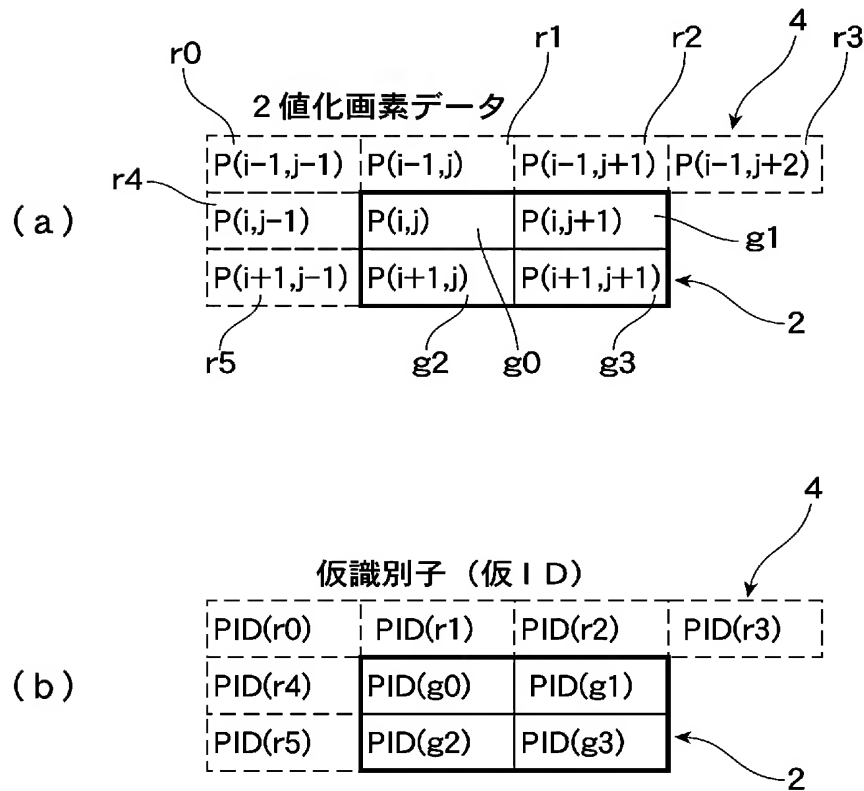 r0 r1 r2 4 r3
2値化画素データ
P(i-1,j-1) P(i-1,j) P(i-1,j+1) P(i-1,j+2)
r4
(a) P(i,j-1) P(i,j) P(i,j+1)
g1
P(i+1,j-1) P(i+1,j) P(i+1,j+1)
2
r5 g2 g0 g3
4
仮識別子(仮ID)
PID(r0) PID(r1) PID(r2) PID(r3)
(b) PID(r4) PID(g0) PID(g1)
PID(r5) PID(g2) PID(g3)
2